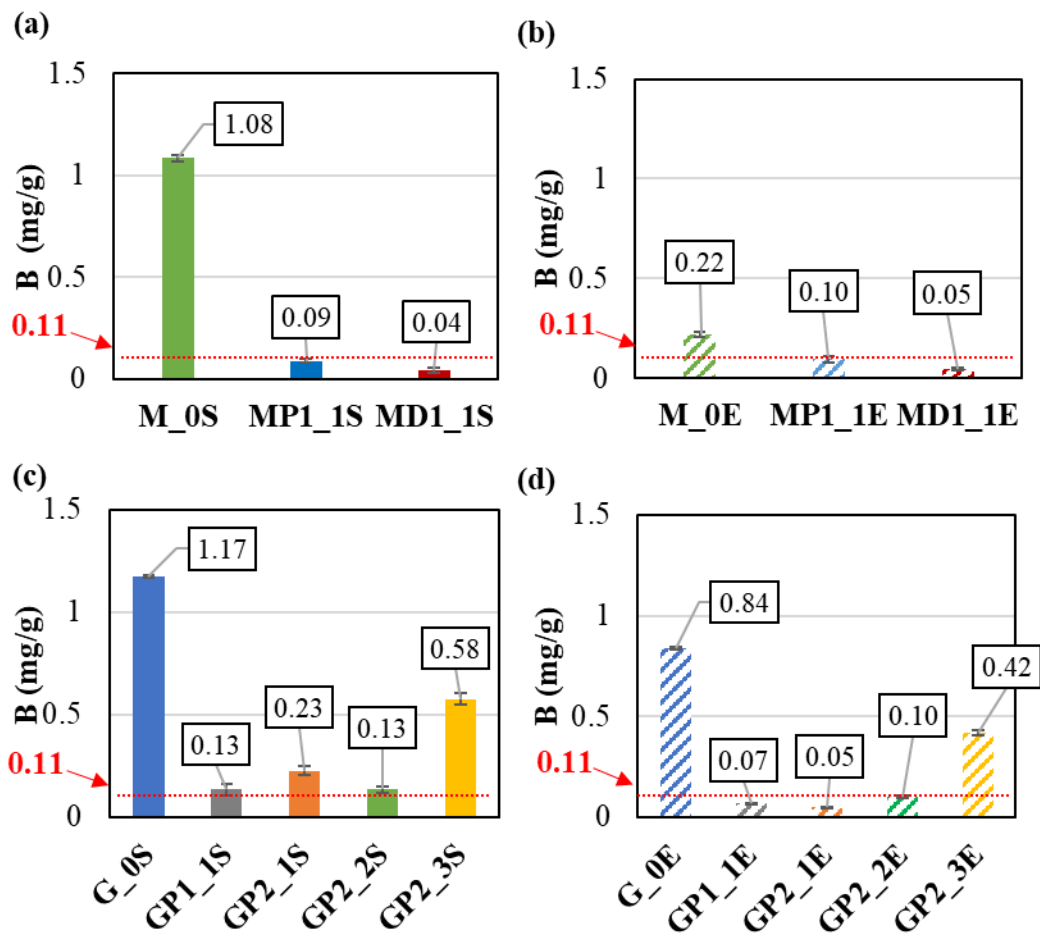 (a)
1.5
1
0.5
0
B (mg/g)
0.11
1.08
0.09
0.04
M_0S MP1_1S MD1_1S
(b)
1.5
1
0.5
0
B (mg/g)
0.11
0.22
0.10
0.05
M_0E MP1_1E MD1_1E
(c)
1.5
1
0.5
0
B (mg/g)
0.11
1.17
0.13
0.23
0.13
0.58
G_0S
GP1_1S
GP2_1S
GP2_2S
GP2_3S
(d)
1.5
1
0.5
0
B (mg/g)
0.11
0.84
0.07
0.05
0.10
0.42
G_0E
GP1_1E
GP2_1E
GP2_2E
GP2_3E